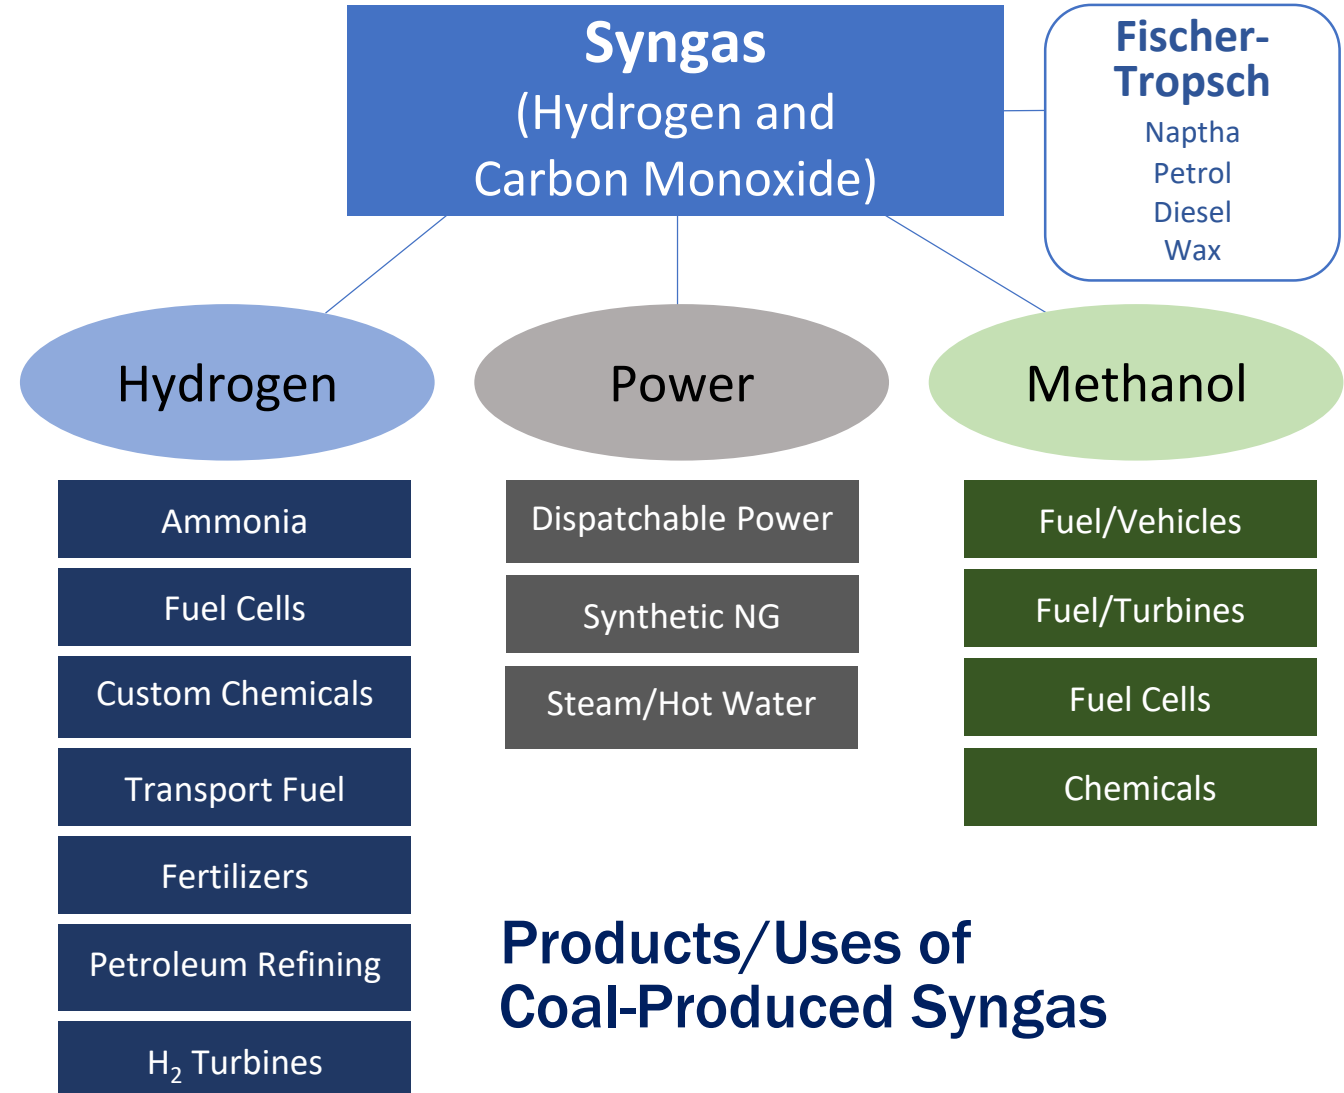 Syngas
(Hydrogen and
Carbon Monoxide)
Fischer-
Tropsch
Naptha
Petrol
Diesel
Wax
Hydrogen
Ammonia
Fuel Cells
Custom Chemicals
Transport Fuel
Fertilizers
Petroleum Refining
H₂ Turbines
Power
Dispatchable Power
Synthetic NG
Steam/Hot Water
Methanol
Fuel/Vehicles
Fuel/Turbines
Fuel Cells
Chemicals
Products/Uses of
Coal-Produced Syngas